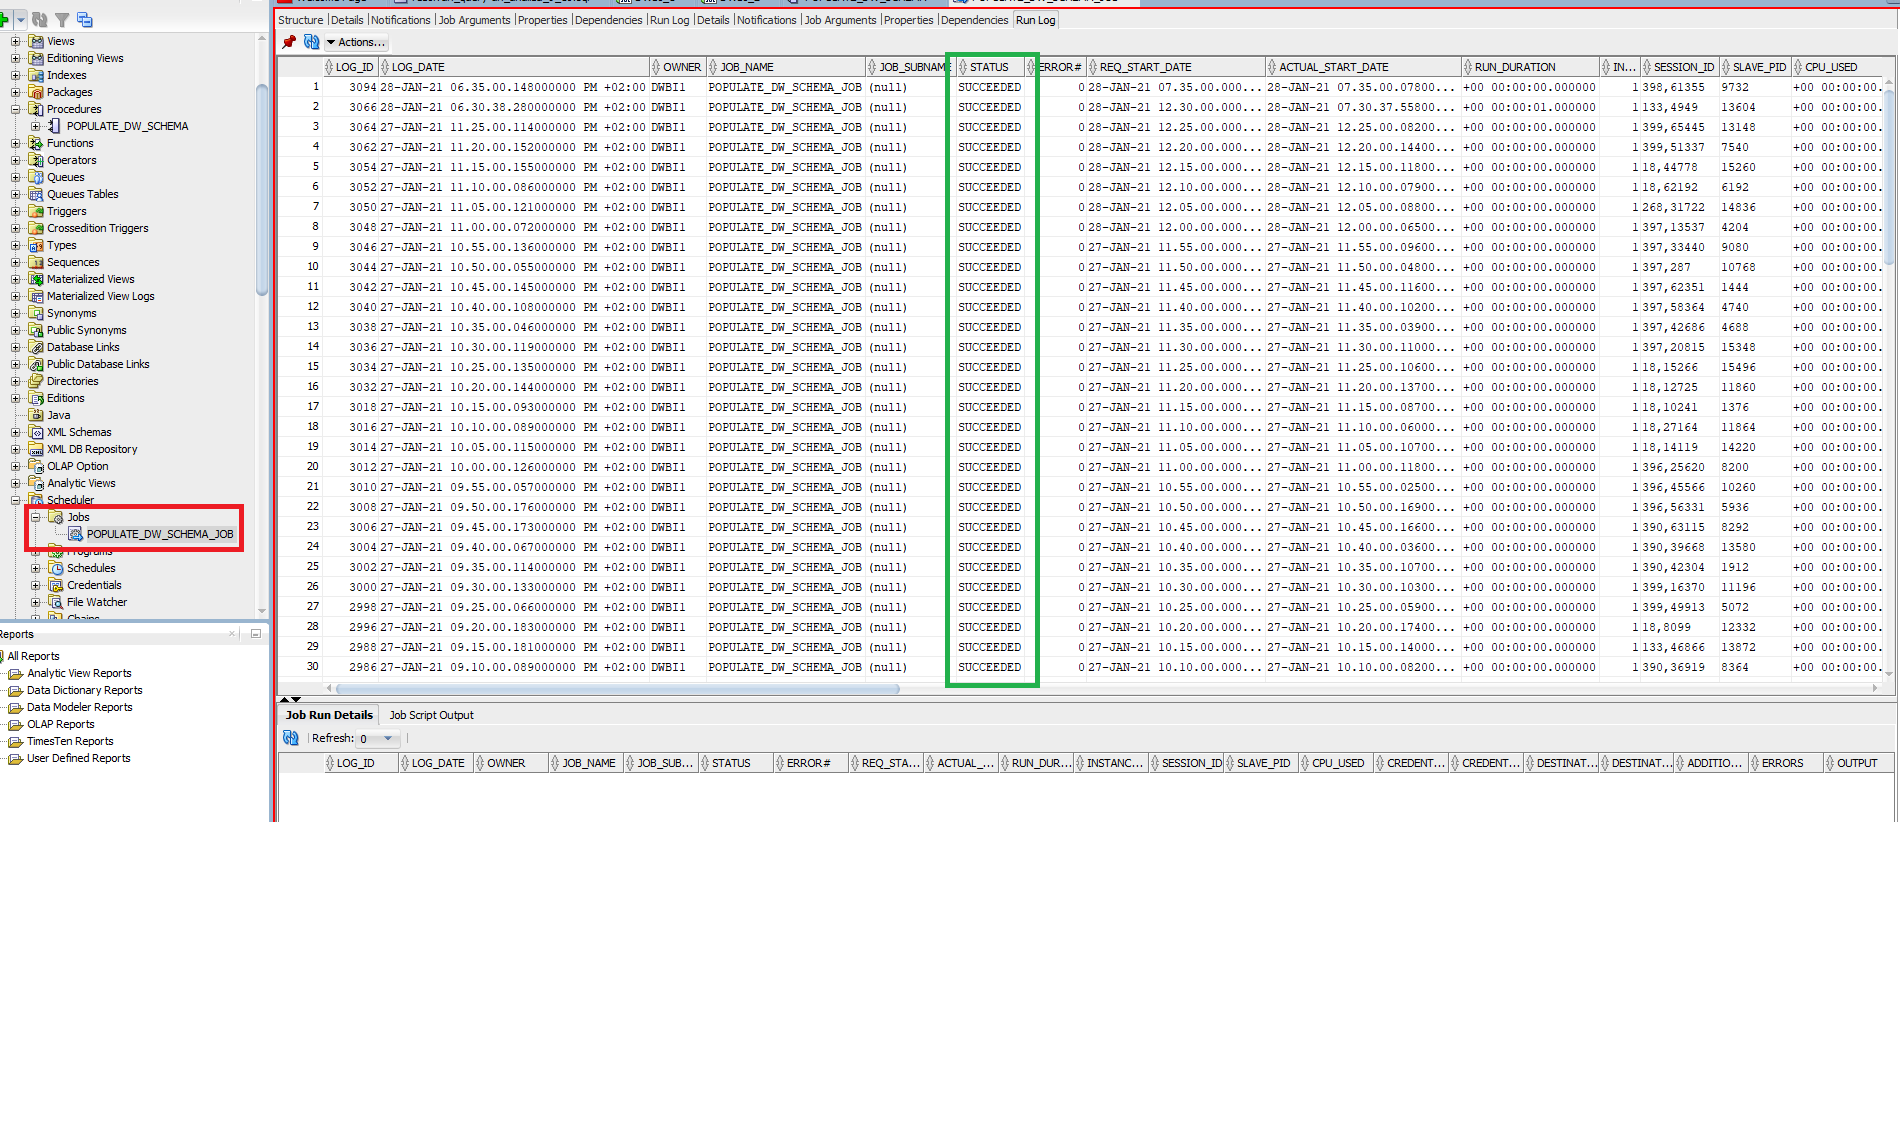 Structure | Details | Notifications | Job Arguments | Properties | Dependencies | Run Log | Details | Notifications | Job Arguments | Properties | Dependencies | Run Log
Actions...
Views
Editioning Views
Indexes
Packages
Procedures
POPULATE_DW_SCHEMA
Functions
Operators
Queues
Queues Tables
Triggers
Crossedition Triggers
Types
Sequences
Materialized Views
Materialized View Logs
Synonyms
Public Synonyms
Database Links
Public Database Links
Directories
Editions
Java
XML Schemas
XML DB Repository
OLAP Option
Analytic Views
Scheduler
Jobs
POPULATE_DW_SCHEMA_JOB
Programs
Schedules
Credentials
File Watcher
Chains
Reports
All Reports
Analytic View Reports
Data Dictionary Reports
Data Modeler Reports
OLAP Reports
TimesTen Reports
User Defined Reports
LOG_ID LOG_DATE OWNER JOB_NAME JOB_SUBNAME STATUS ERROR# REQ_START_DATE ACTUAL_START_DATE RUN_DURATION IN... SESSION_ID SLAVE_PID CPU_USED
1 3094 28-JAN-21 06.35.00.148000000 PM +02:00 DWBI1 POPULATE_DW_SCHEMA_JOB (null) SUCCEEDED 0 28-JAN-21 07.35.00.000... 28-JAN-21 07.35.00.07800... +00 00:00:00.000000 1 398,61355 9732 +00 00:00:00.
2 3066 28-JAN-21 06.30.38.280000000 PM +02:00 DWBI1 POPULATE_DW_SCHEMA_JOB (null) SUCCEEDED 0 28-JAN-21 12.30.00.000... 28-JAN-21 07.30.37.55800... +00 00:00:01.000000 1 133,4949 13604 +00 00:00:00.
3 3064 27-JAN-21 11.25.00.114000000 PM +02:00 DWBI1 POPULATE_DW_SCHEMA_JOB (null) SUCCEEDED 0 28-JAN-21 12.25.00.000... 28-JAN-21 12.25.00.08200... +00 00:00:00.000000 1 399,65445 13148 +00 00:00:00.
4 3062 27-JAN-21 11.20.00.152000000 PM +02:00 DWBI1 POPULATE_DW_SCHEMA_JOB (null) SUCCEEDED 0 28-JAN-21 12.20.00.000... 28-JAN-21 12.20.00.14400... +00 00:00:00.000000 1 399,51337 7540 +00 00:00:00.
5 3054 27-JAN-21 11.15.00.155000000 PM +02:00 DWBI1 POPULATE_DW_SCHEMA_JOB (null) SUCCEEDED 0 28-JAN-21 12.15.00.000... 28-JAN-21 12.15.00.11800... +00 00:00:00.000000 1 18,44778 15260 +00 00:00:00.
6 3052 27-JAN-21 11.10.00.086000000 PM +02:00 DWBI1 POPULATE_DW_SCHEMA_JOB (null) SUCCEEDED 0 28-JAN-21 12.10.00.000... 28-JAN-21 12.10.00.07900... +00 00:00:00.000000 1 18,62192 6192 +00 00:00:00.
7 3050 27-JAN-21 11.05.00.121000000 PM +02:00 DWBI1 POPULATE_DW_SCHEMA_JOB (null) SUCCEEDED 0 28-JAN-21 12.05.00.000... 28-JAN-21 12.05.00.08800... +00 00:00:00.000000 1 268,31722 14836 +00 00:00:00.
8 3048 27-JAN-21 11.00.00.072000000 PM +02:00 DWBI1 POPULATE_DW_SCHEMA_JOB (null) SUCCEEDED 0 28-JAN-21 12.00.00.000... 28-JAN-21 12.00.00.06500... +00 00:00:00.000000 1 397,13537 4204 +00 00:00:00.
9 3046 27-JAN-21 10.55.00.136000000 PM +02:00 DWBI1 POPULATE_DW_SCHEMA_JOB (null) SUCCEEDED 0 27-JAN-21 11.55.00.000... 27-JAN-21 11.55.00.09600... +00 00:00:00.000000 1 397,33440 9080 +00 00:00:00.
10 3044 27-JAN-21 10.50.00.055000000 PM +02:00 DWBI1 POPULATE_DW_SCHEMA_JOB (null) SUCCEEDED 0 27-JAN-21 11.50.00.000... 27-JAN-21 11.50.00.04800... +00 00:00:00.000000 1 397,287 10768 +00 00:00:00.
11 3042 27-JAN-21 10.45.00.145000000 PM +02:00 DWBI1 POPULATE_DW_SCHEMA_JOB (null) SUCCEEDED 0 27-JAN-21 11.45.00.000... 27-JAN-21 11.45.00.11600... +00 00:00:00.000000 1 397,62351 1444 +00 00:00:00.
12 3040 27-JAN-21 10.40.00.108000000 PM +02:00 DWBI1 POPULATE_DW_SCHEMA_JOB (null) SUCCEEDED 0 27-JAN-21 11.40.00.000... 27-JAN-21 11.40.00.10200... +00 00:00:00.000000 1 397,58364 4740 +00 00:00:00.
13 3038 27-JAN-21 10.35.00.046000000 PM +02:00 DWBI1 POPULATE_DW_SCHEMA_JOB (null) SUCCEEDED 0 27-JAN-21 11.35.00.000... 27-JAN-21 11.35.00.03900... +00 00:00:00.000000 1 397,42686 4688 +00 00:00:00.
14 3036 27-JAN-21 10.30.00.119000000 PM +02:00 DWBI1 POPULATE_DW_SCHEMA_JOB (null) SUCCEEDED 0 27-JAN-21 11.30.00.000... 27-JAN-21 11.30.00.11000... +00 00:00:00.000000 1 397,20815 15348 +00 00:00:00.
15 3034 27-JAN-21 10.25.00.135000000 PM +02:00 DWBI1 POPULATE_DW_SCHEMA_JOB (null) SUCCEEDED 0 27-JAN-21 11.25.00.000... 27-JAN-21 11.25.00.10600... +00 00:00:00.000000 1 18,15266 15496 +00 00:00:00.
16 3032 27-JAN-21 10.20.00.144000000 PM +02:00 DWBI1 POPULATE_DW_SCHEMA_JOB (null) SUCCEEDED 0 27-JAN-21 11.20.00.000... 27-JAN-21 11.20.00.13700... +00 00:00:00.000000 1 18,12725 11860 +00 00:00:00.
17 3018 27-JAN-21 10.15.00.093000000 PM +02:00 DWBI1 POPULATE_DW_SCHEMA_JOB (null) SUCCEEDED 0 27-JAN-21 11.15.00.000... 27-JAN-21 11.15.00.08700... +00 00:00:00.000000 1 18,10241 1376 +00 00:00:00.
18 3016 27-JAN-21 10.10.00.089000000 PM +02:00 DWBI1 POPULATE_DW_SCHEMA_JOB (null) SUCCEEDED 0 27-JAN-21 11.10.00.000... 27-JAN-21 11.10.00.06000... +00 00:00:00.000000 1 18,27164 11864 +00 00:00:00.
19 3014 27-JAN-21 10.05.00.115000000 PM +02:00 DWBI1 POPULATE_DW_SCHEMA_JOB (null) SUCCEEDED 0 27-JAN-21 11.05.00.000... 27-JAN-21 11.05.00.10700... +00 00:00:00.000000 1 18,14119 14220 +00 00:00:00.
20 3012 27-JAN-21 10.00.00.126000000 PM +02:00 DWBI1 POPULATE_DW_SCHEMA_JOB (null) SUCCEEDED 0 27-JAN-21 11.00.00.000... 27-JAN-21 11.00.00.11800... +00 00:00:00.000000 1 396,25620 8200 +00 00:00:00.
21 3010 27-JAN-21 09.55.00.057000000 PM +02:00 DWBI1 POPULATE_DW_SCHEMA_JOB (null) SUCCEEDED 0 27-JAN-21 10.55.00.000... 27-JAN-21 10.55.00.02500... +00 00:00:00.000000 1 396,45566 10260 +00 00:00:00.
22 3008 27-JAN-21 09.50.00.176000000 PM +02:00 DWBI1 POPULATE_DW_SCHEMA_JOB (null) SUCCEEDED 0 27-JAN-21 10.50.00.000... 27-JAN-21 10.50.00.16900... +00 00:00:00.000000 1 396,56331 5936 +00 00:00:00.
23 3006 27-JAN-21 09.45.00.173000000 PM +02:00 DWBI1 POPULATE_DW_SCHEMA_JOB (null) SUCCEEDED 0 27-JAN-21 10.45.00.000... 27-JAN-21 10.45.00.16600... +00 00:00:00.000000 1 390,63115 8292 +00 00:00:00.
24 3004 27-JAN-21 09.40.00.067000000 PM +02:00 DWBI1 POPULATE_DW_SCHEMA_JOB (null) SUCCEEDED 0 27-JAN-21 10.40.00.000... 27-JAN-21 10.40.00.03600... +00 00:00:00.000000 1 390,39668 13580 +00 00:00:00.
25 3002 27-JAN-21 09.35.00.114000000 PM +02:00 DWBI1 POPULATE_DW_SCHEMA_JOB (null) SUCCEEDED 0 27-JAN-21 10.35.00.000... 27-JAN-21 10.35.00.10700... +00 00:00:00.000000 1 390,42304 1912 +00 00:00:00.
26 3000 27-JAN-21 09.30.00.133000000 PM +02:00 DWBI1 POPULATE_DW_SCHEMA_JOB (null) SUCCEEDED 0 27-JAN-21 10.30.00.000... 27-JAN-21 10.30.00.10300... +00 00:00:00.000000 1 399,16370 11196 +00 00:00:00.
27 2998 27-JAN-21 09.25.00.066000000 PM +02:00 DWBI1 POPULATE_DW_SCHEMA_JOB (null) SUCCEEDED 0 27-JAN-21 10.25.00.000... 27-JAN-21 10.25.00.05900... +00 00:00:00.000000 1 399,49913 5072 +00 00:00:00.
28 2996 27-JAN-21 09.20.00.183000000 PM +02:00 DWBI1 POPULATE_DW_SCHEMA_JOB (null) SUCCEEDED 0 27-JAN-21 10.20.00.000... 27-JAN-21 10.20.00.17400... +00 00:00:00.000000 1 18,8099 12332 +00 00:00:00.
29 2988 27-JAN-21 09.15.00.181000000 PM +02:00 DWBI1 POPULATE_DW_SCHEMA_JOB (null) SUCCEEDED 0 27-JAN-21 10.15.00.000... 27-JAN-21 10.15.00.14000... +00 00:00:00.000000 1 133,46866 13872 +00 00:00:00.
30 2986 27-JAN-21 09.10.00.089000000 PM +02:00 DWBI1 POPULATE_DW_SCHEMA_JOB (null) SUCCEEDED 0 27-JAN-21 10.10.00.000... 27-JAN-21 10.10.00.08200... +00 00:00:00.000000 1 390,36919 8364 +00 00:00:00.
Job Run Details Job Script Output
Refresh: 0
LOG_ID LOG_DATE OWNER JOB_NAME JOB_SUB... STATUS ERROR# REQ_STA... ACTUAL_... RUN_DUR... INSTANC... SESSION_ID SLAVE_PID CPU_USED CREDENT... CREDENT... DESTINAT... DESTINAT... ADDITIO... ERRORS OUTPUT